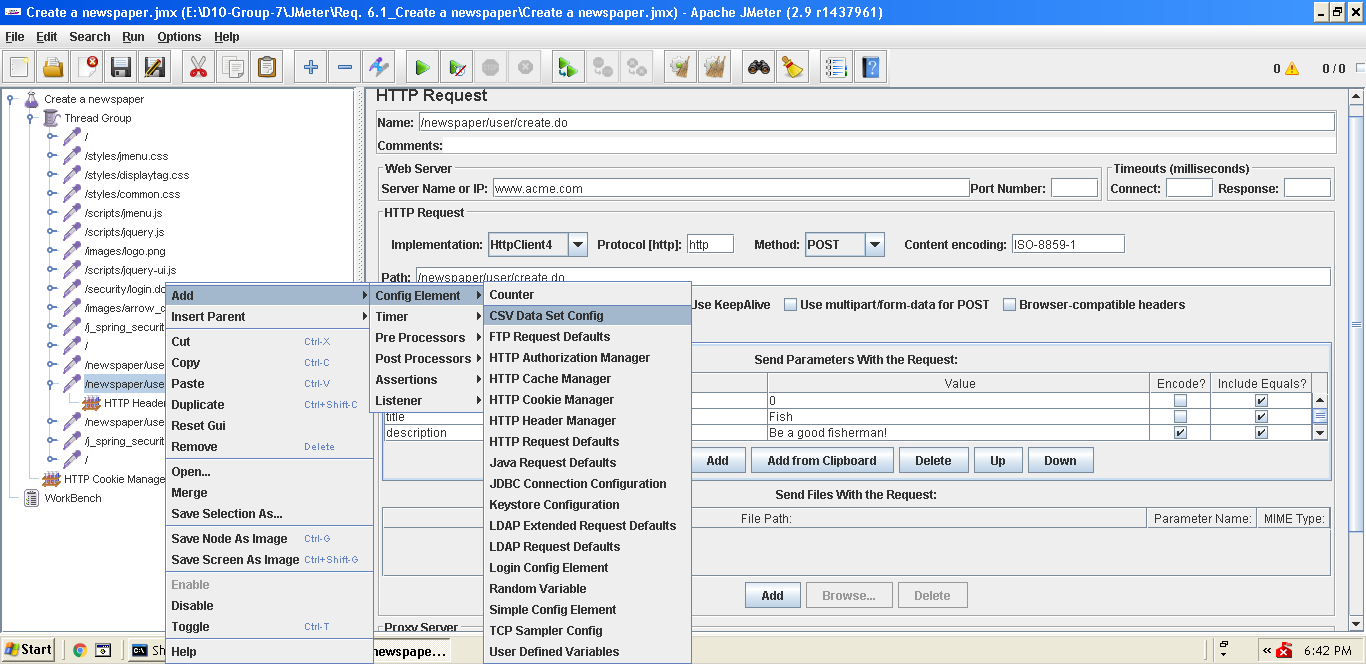 Create a newspaper.jmx (E:\D10-Group-7\JMeter\Req. 6.1_Create a newspaper\Create a newspaper.jmx) - Apache JMeter (2.9 r1437961)
File Edit Search Run Options Help
0 0 / 0
Create a newspaper
Thread Group
/
/styles/jmenu.css
/styles/displaytag.css
/styles/common.css
/scripts/jmenu.js
/scripts/jquery.js
/images/logo.png
/scripts/jquery-ui.js
/security/login.do
/images/arrow_
/j_spring_securit
/
/newspaper/use
/newspaper/use
HTTP Header
/newspaper/use
/j_spring_securit
/
HTTP Cookie Manage
WorkBench
Add
Insert Parent
Cut Ctrl-X
Copy Ctrl-C
Paste Ctrl-V
Duplicate Ctrl+Shift-C
Reset Gui
Remove Delete
Open...
Merge
Save Selection As...
Save Node As Image Ctrl-G
Save Screen As Image Ctrl+Shift-G
Enable
Disable
Toggle Ctrl-T
Help
Config Element
Timer
Pre Processors
Post Processors
Assertions
Listener
Counter
CSV Data Set Config
FTP Request Defaults
HTTP Authorization Manager
HTTP Cache Manager
HTTP Cookie Manager
HTTP Header Manager
HTTP Request Defaults
Java Request Defaults
JDBC Connection Configuration
Keystore Configuration
LDAP Extended Request Defaults
LDAP Request Defaults
Login Config Element
Random Variable
Simple Config Element
TCP Sampler Config
User Defined Variables
HTTP Request
Name: /newspaper/user/create.do
Comments:
Web Server
Server Name or IP: www.acme.com Port Number:
Timeouts (milliseconds)
Connect: Response:
HTTP Request
Implementation: HttpClient4 Protocol [http]: http Method: POST Content encoding: ISO-8859-1
Path: /newspaper/user/create.do
Use KeepAlive Use multipart/form-data for POST Browser-compatible headers
Send Parameters With the Request:
Value Encode? Include Equals?
0
title Fish
description Be a good fisherman!
Add Add from Clipboard Delete Up Down
Send Files With the Request:
File Path: Parameter Name: MIME Type:
Add Browse... Delete
Proxy Server
Start Sh newspape... 6:42 PM